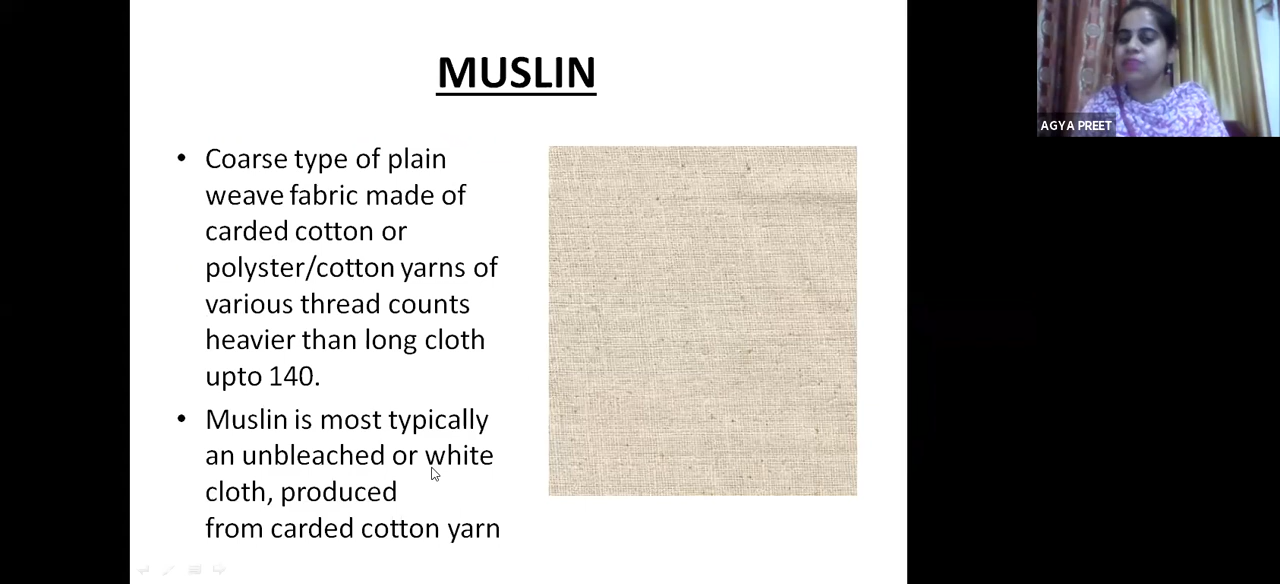 MUSLIN
• Coarse type of plain
weave fabric made of
carded cotton or
polyster/cotton yarns of
various thread counts
heavier than long cloth
upto 140.
• Muslin is most typically
an unbleached or white
cloth, produced
from carded cotton yarn
AGYA PREET